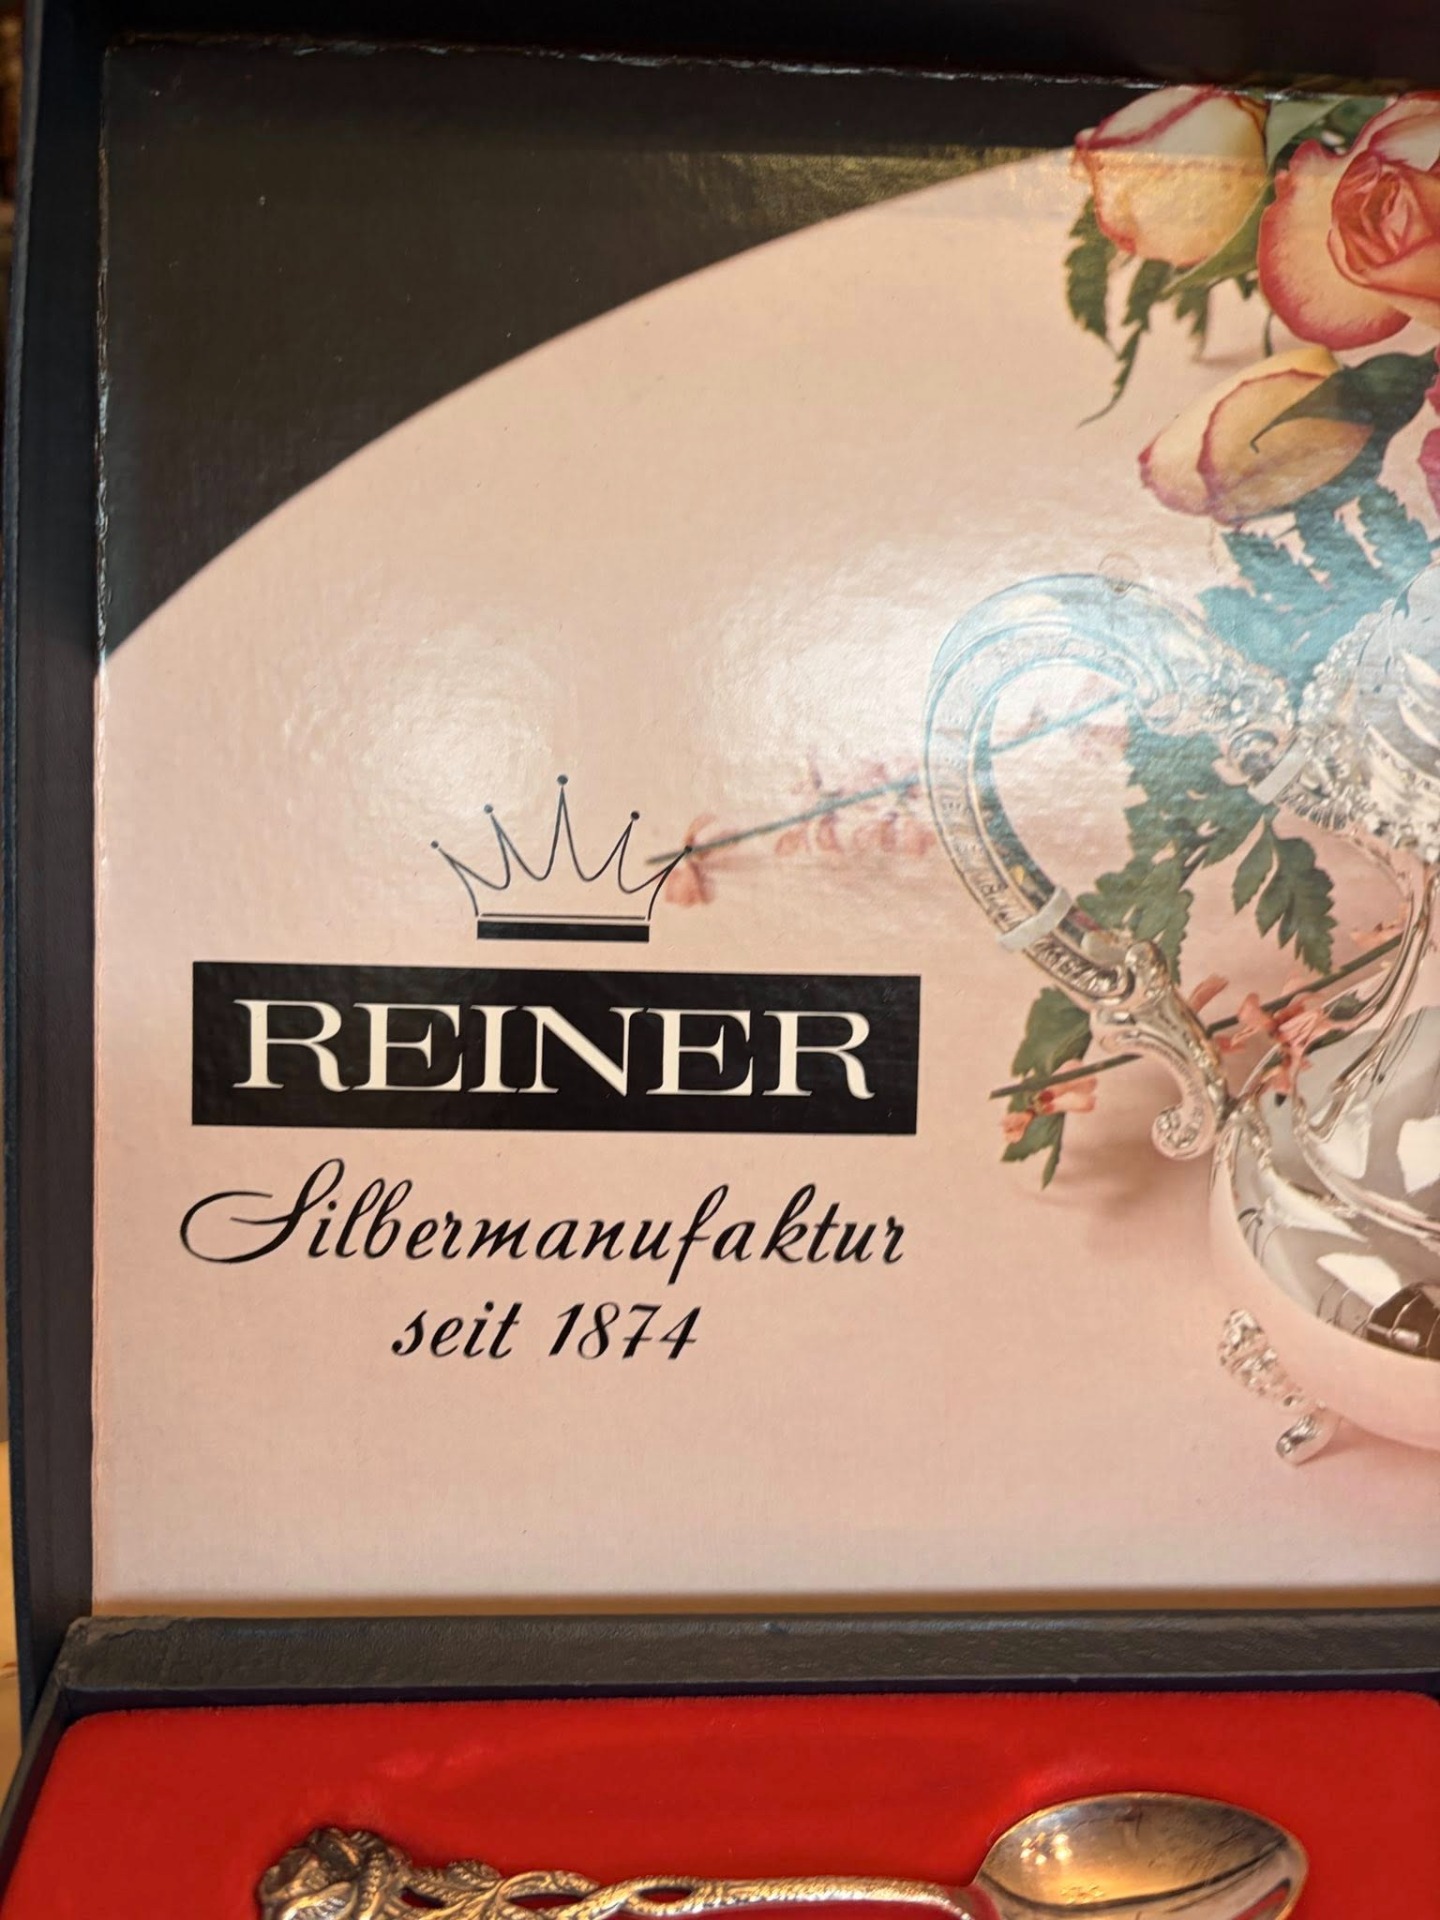 REINER
Silbermanufaktur
seit 1874